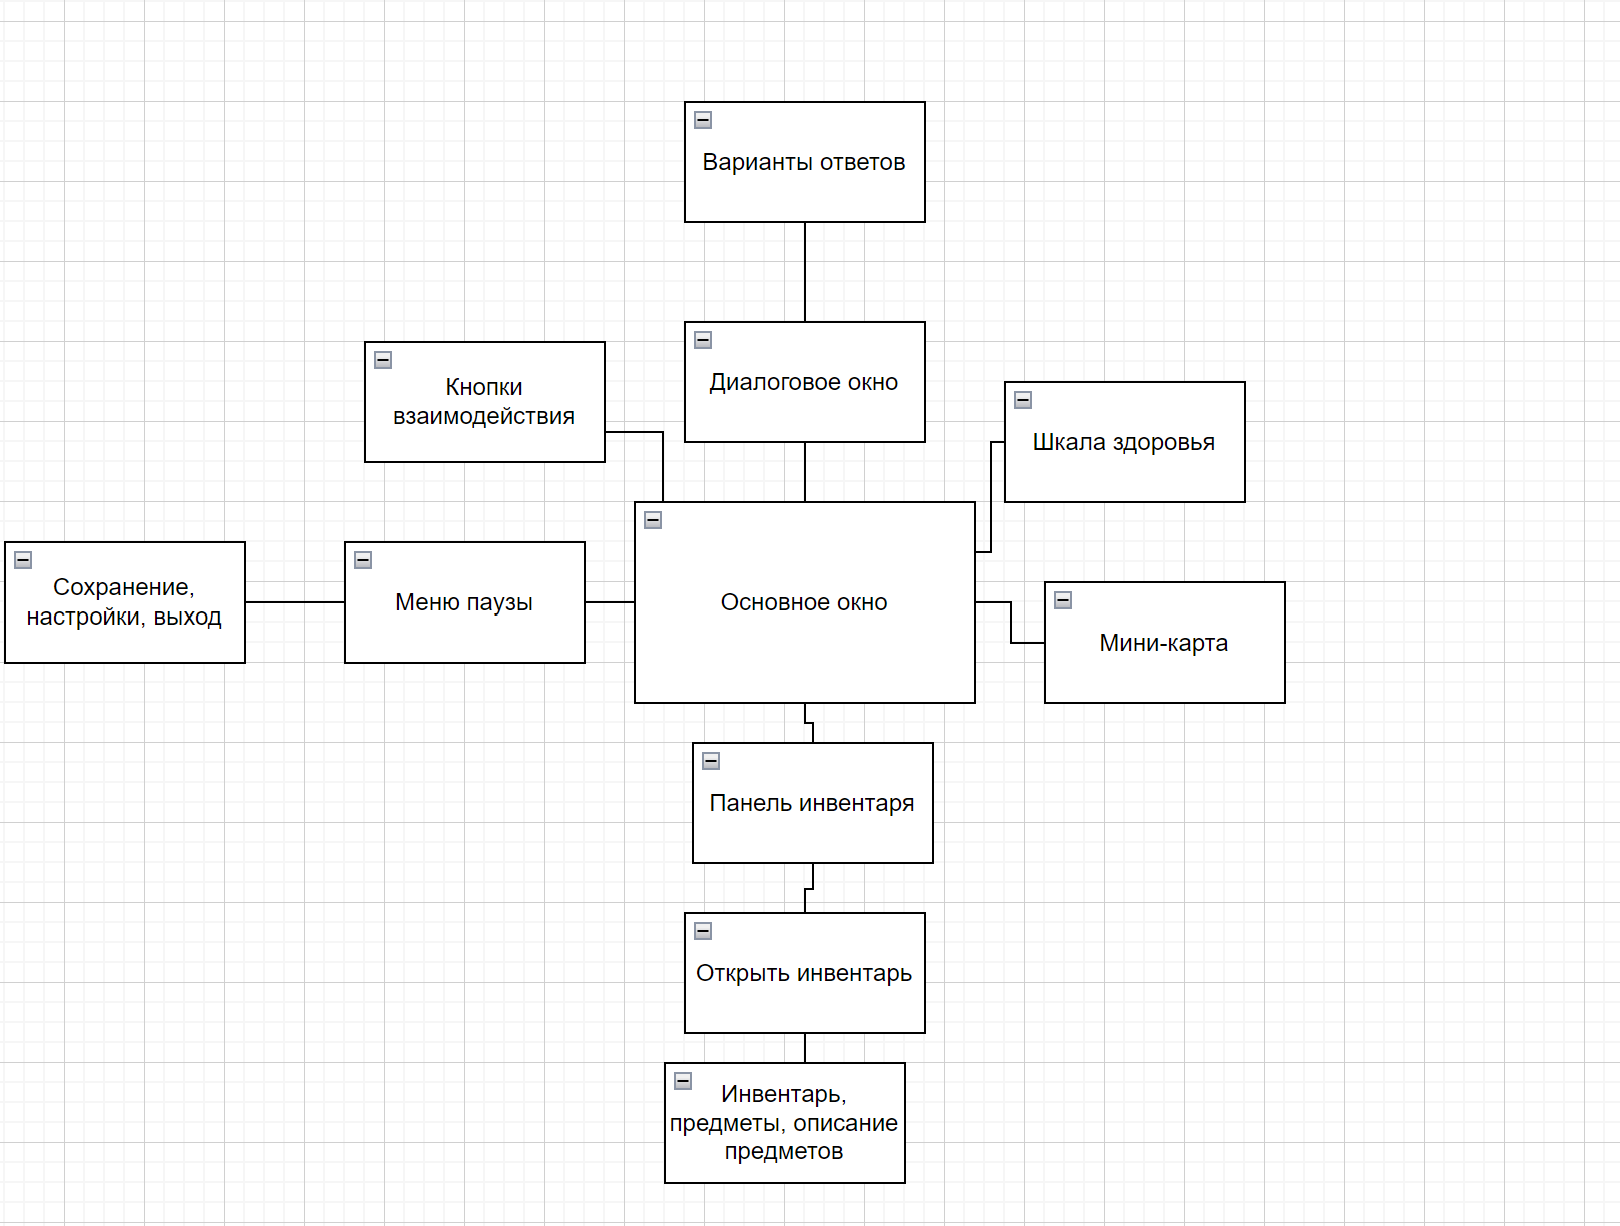 Варианты ответов
Диалоговое окно
Кнопки
взаимодействия
Шкала здоровья
Сохранение,
настройки, выход
Меню паузы
Основное окно
Мини-карта
Панель инвентаря
Открыть инвентарь
Инвентарь,
предметы, описание
предметов